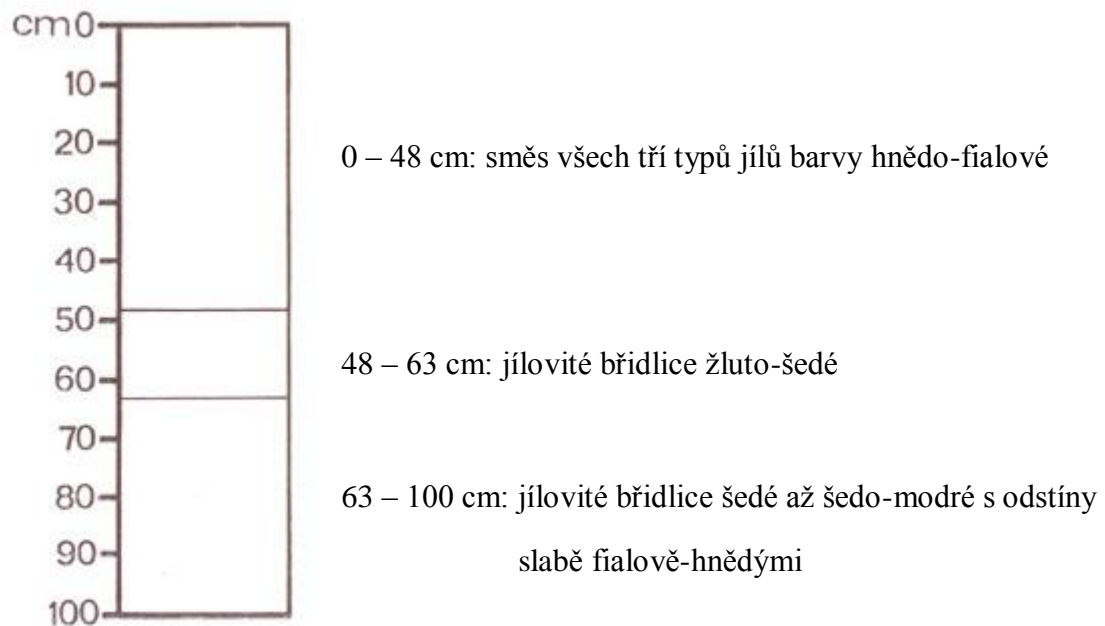 cm 0
10
20
0 – 48 cm: směs všech tří typů jílů barvy hnědo-fialové
30
40
50
48 – 63 cm: jílovité břidlice žluto-šedé
60
70
80
63 – 100 cm: jílovité břidlice šedé až šedo-modré s odstíny
90
slabě fialově-hnědými
100